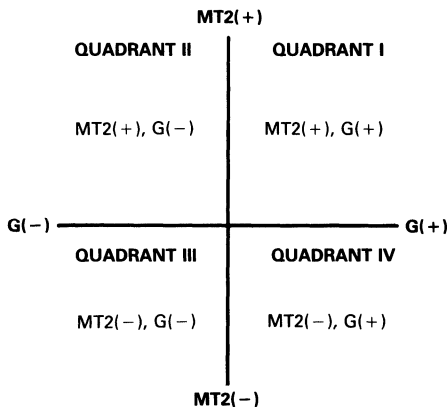 MT2(+)
QUADRANT II QUADRANT I
MT2(+), G(−) MT2(+), G(+)
G(−) G(+)
QUADRANT III QUADRANT IV
MT2(−), G(−) MT2(−), G(+)
MT2(−)